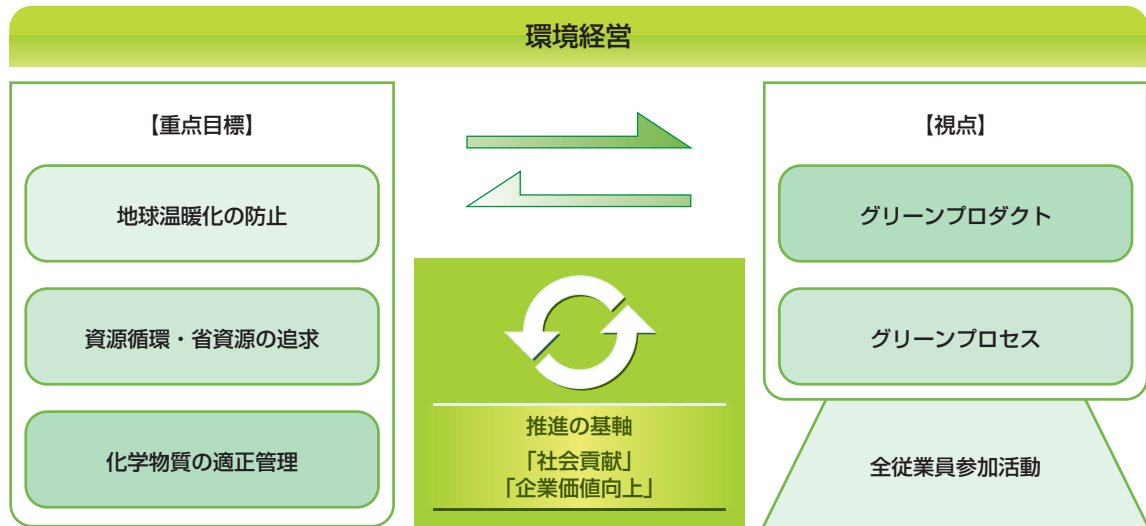 環境経営
【重点目標】
地球温暖化の防止
資源循環・省資源の追求
化学物質の適正管理
推進の基軸
「社会貢献」
「企業価値向上」
【視点】
グリーンプロダクト
グリーンプロセス
全従業員参加活動